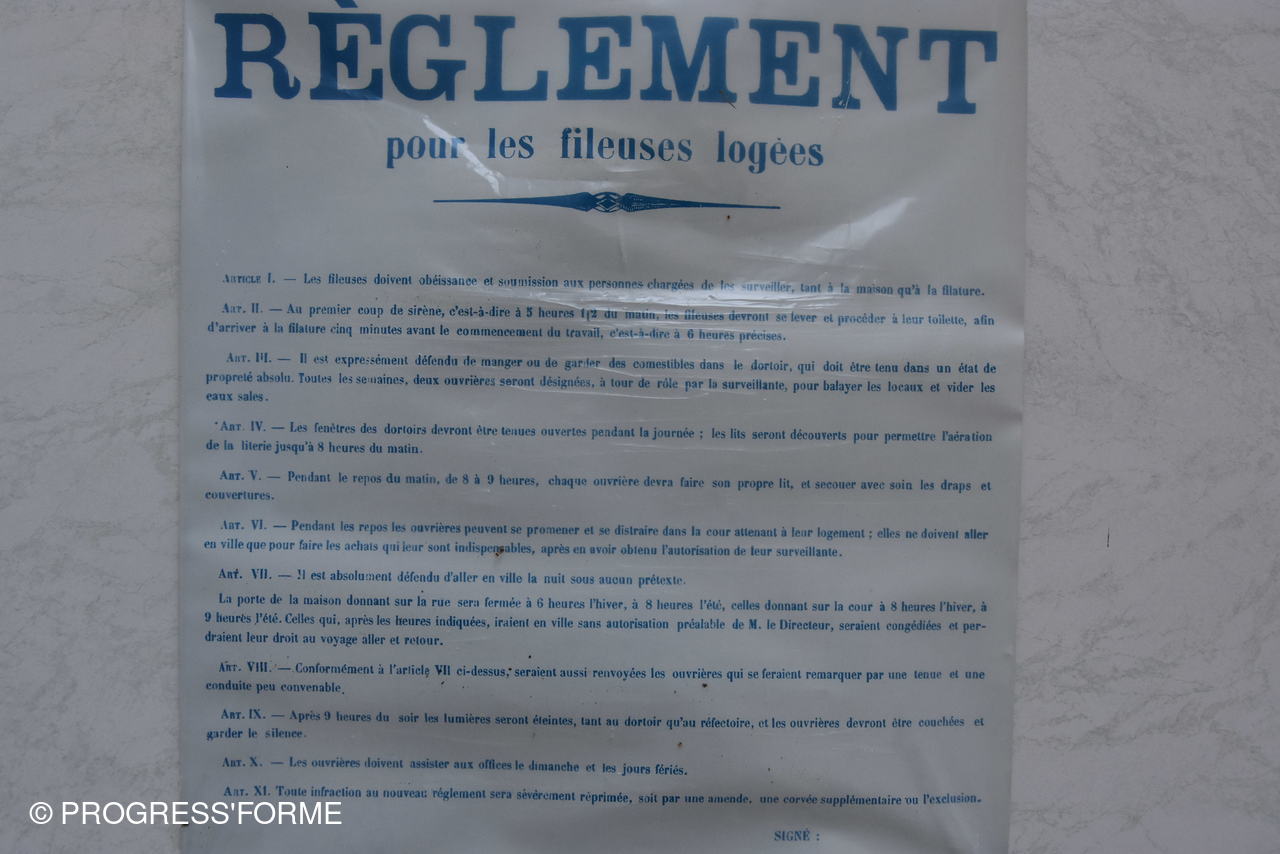 RÈGLEMENT
pour les fileuses logées
ARTICLE I. — Les fileuses doivent obéissance et soumission aux personnes chargées de les surveiller, tant à la maison qu'à la filature.
ART. II. — Au premier coup de sirène, c'est-à-dire à 5 heures 1/2 du matin, les fileuses devront se lever et procéder à leur toilette, afin
d'arriver à la filature cinq minutes avant le commencement du travail, c'est-à-dire à 6 heures précises.
ART. III. — Il est expressément défendu de manger ou de garder des comestibles dans le dortoir, qui doit être tenu dans un état de
propreté absolu. Toutes les semaines, deux ouvrières seront désignées, à tour de rôle par la surveillante, pour balayer les locaux et vider les
eaux sales.
ART. IV. — Les fenêtres des dortoirs devront être tenues ouvertes pendant la journée ; les lits seront découverts pour permettre l'aération
de la literie jusqu'à 8 heures du matin.
ART. V. — Pendant le repos du matin, de 8 à 9 heures, chaque ouvrière devra faire son propre lit, et secouer avec soin les draps et
couvertures.
ART. VI. — Pendant les repos les ouvrières peuvent se promener et se distraire dans la cour attenant à leur logement ; elles ne doivent aller
en ville que pour faire les achats qui leur sont indispensables, après en avoir obtenu l'autorisation de leur surveillante.
ART. VII. — Il est absolument défendu d'aller en ville la nuit sous aucun prétexte.
La porte de la maison donnant sur la rue sera fermée à 6 heures l'hiver, à 8 heures l'été, celles donnant sur la cour à 8 heures l'hiver, à
9 heures l'été. Celles qui, après les heures indiquées, iraient en ville sans autorisation préalable de M. le Directeur, seraient congédiées et per-
draient leur droit au voyage aller et retour.
ART. VIII. — Conformément à l'article VII ci-dessus, seraient aussi renvoyées les ouvrières qui se feraient remarquer par une tenue et une
conduite peu convenable.
ART. IX. — Après 9 heures du soir les lumières seront éteintes, tant au dortoir qu'au réfectoire, et les ouvrières devront être couchées et
garder le silence.
ART. X. — Les ouvrières doivent assister aux offices le dimanche et les jours fériés.
ART. XI. Toute infraction au nouveau réglement sera sévèrement réprimée, soit par une amende, une corvée supplémentaire ou l'exclusion.
SIGNÉ :
© PROGRESS'FORME